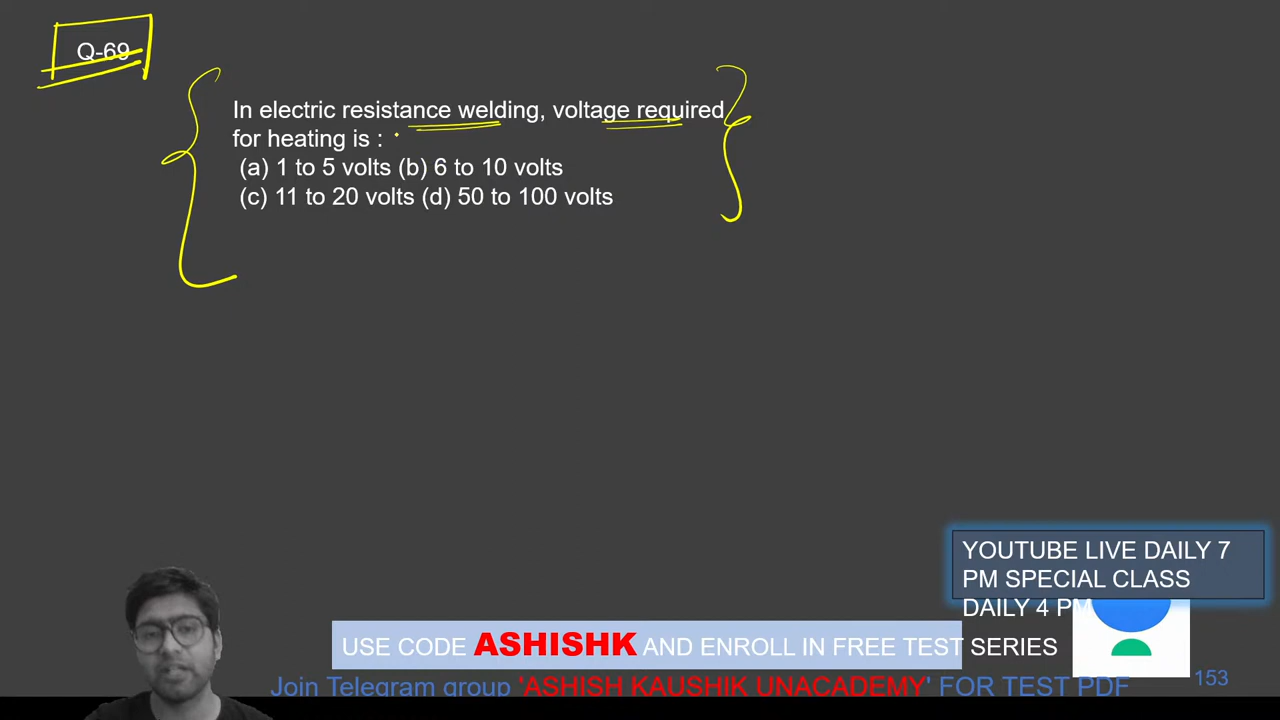 Q-69
In electric resistance welding, voltage required
for heating is :
(a) 1 to 5 volts (b) 6 to 10 volts
(c) 11 to 20 volts (d) 50 to 100 volts
YOUTUBE LIVE DAILY 7
PM SPECIAL CLASS
DAILY 4 PM
USE CODE ASHISHK AND ENROLL IN FREE TEST SERIES
Join Telegram group 'ASHISH KAUSHIK UNACADEMY' FOR TEST PDF
153